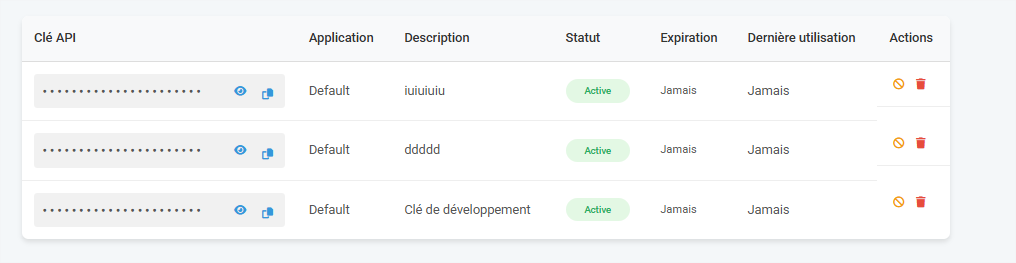 Clé API Application Description Statut Expiration Dernière utilisation Actions
•••••••••••••••••••••• Default iuiuiuiu Active Jamais Jamais
•••••••••••••••••••••• Default ddddd Active Jamais Jamais
•••••••••••••••••••••• Default Clé de développement Active Jamais Jamais